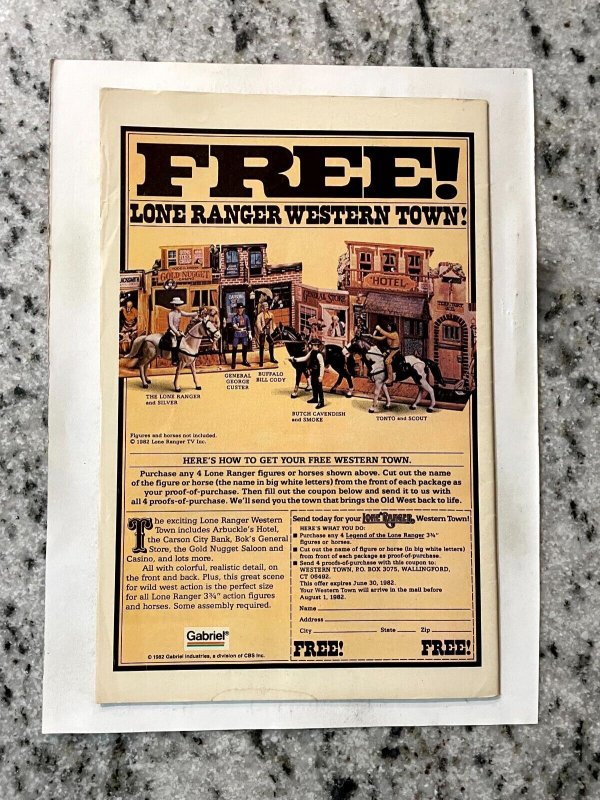 FREE!
LONE RANGER WESTERN TOWN!
GOLD NUGGET
GENERAL STORE
HOTEL
THE LONE RANGER
and SILVER
GENERAL
GEORGE
CUSTER
BUFFALO
BILL CODY
BUTCH CAVENDISH
and SMOKE
TONTO and SCOUT
Figures and horses not included.
© 1982 Lone Ranger TV Inc.
HERE'S HOW TO GET YOUR FREE WESTERN TOWN.
Purchase any 4 Lone Ranger figures or horses shown above. Cut out the name
of the figure or horse (the name in big white letters) from the front of each package as
your proof-of-purchase. Then fill out the coupon below and send it to us with
all 4 proofs-of-purchase. We'll send you the town that brings the Old West back to life.
The exciting Lone Ranger Western
Town includes Arbuckle's Hotel,
the Carson City Bank, Bok's General
Store, the Gold Nugget Saloon and
Casino, and lots more.
All with colorful, realistic detail, on
the front and back. Plus, this great scene
for wild west action is the perfect size
for all Lone Ranger 3¾" action figures
and horses. Some assembly required.
Gabriel®
© 1982 Gabriel Industries, a division of CBS Inc.
Send today for your LONE RANGER Western Town!
HERE'S WHAT YOU DO:
■ Purchase any 4 Legend of the Lone Ranger 3¾"
figures or horses.
■ Cut out name of figure or horse (in big white letters)
from front of each package as proof-of-purchase.
■ Send 4 proofs-of-purchase with this coupon to:
WESTERN TOWN, P.O. BOX 3075, WALLINGFORD,
CT 06492.
This offer expires June 30, 1982.
Your Western Town will arrive in the mail before
August 1, 1982.
Name
Address
City State Zip
FREE! FREE!